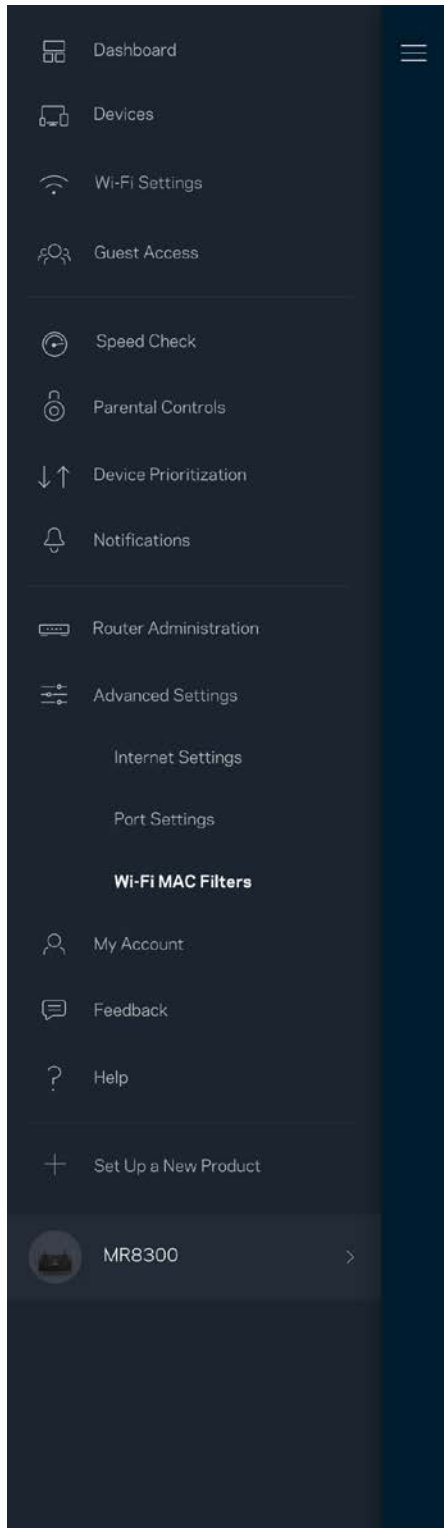 Dashboard
Devices
Wi-Fi Settings
Guest Access
Speed Check
Parental Controls
Device Prioritization
Notifications
Router Administration
Advanced Settings
Internet Settings
Port Settings
Wi-Fi MAC Filters
My Account
Feedback
Help
Set Up a New Product
MR8300